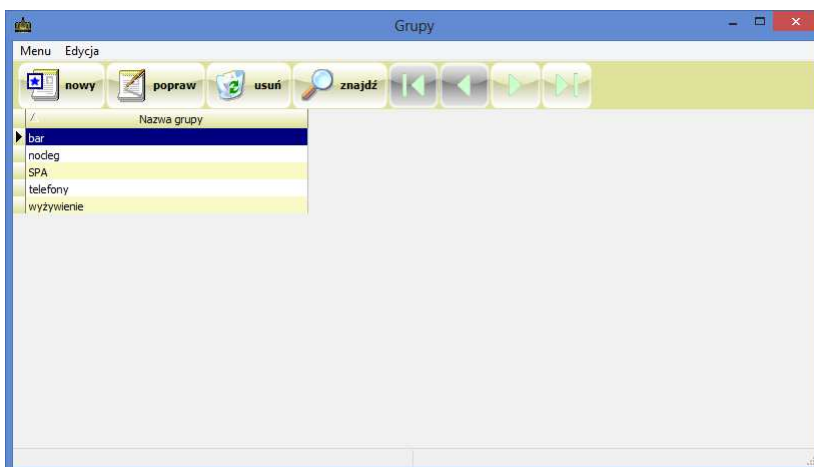 Grupy
Menu Edycja
nowy popraw usuń znajdź
Nazwa grupy
bar
nocleg
SPA
telefony
wyżywienie